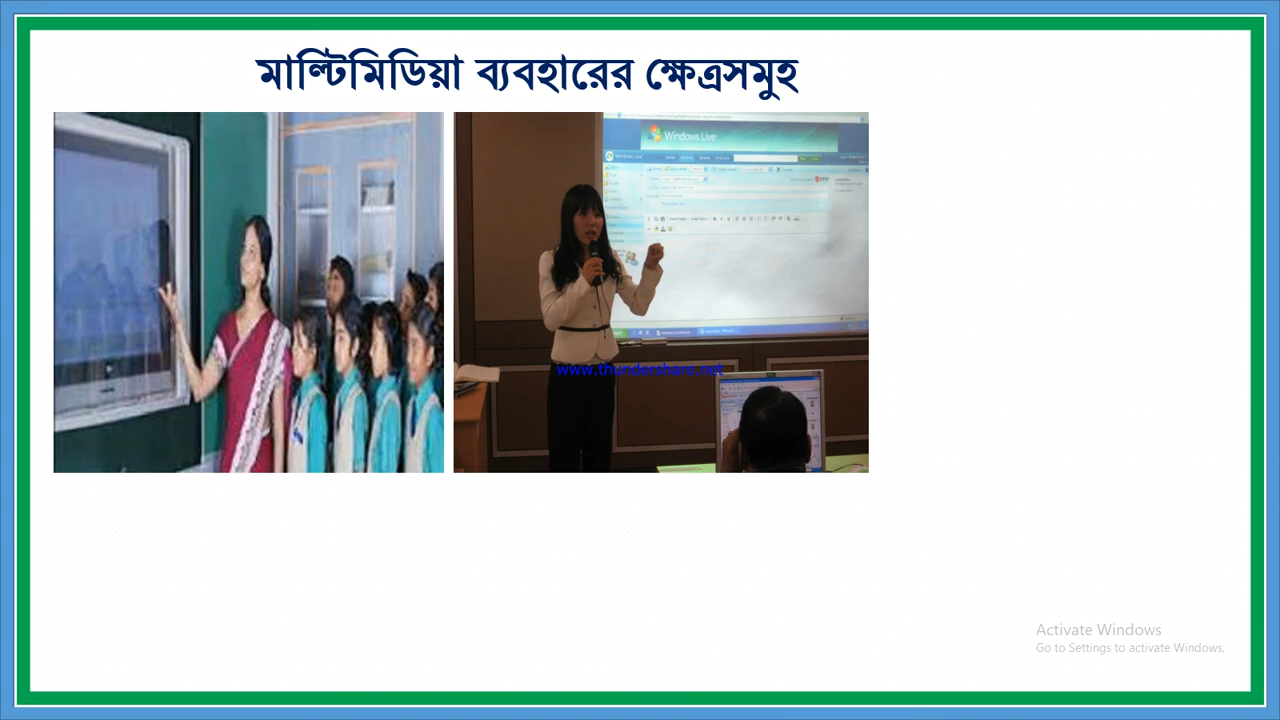 মাল্টিমিডিয়া ব্যবহারের ক্ষেত্রসমুহ
Windows Live
www.thundershare.net
Activate Windows
Go to Settings to activate Windows.